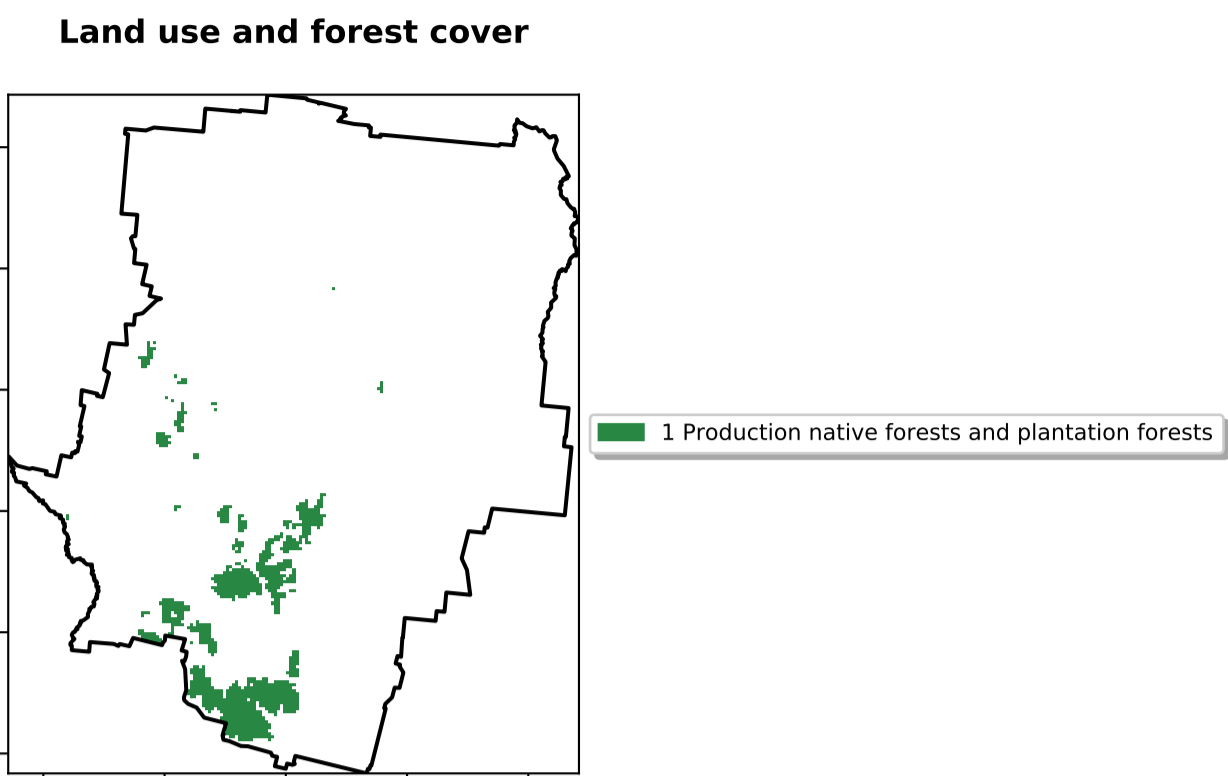 Land use and forest cover
1 Production native forests and plantation forests